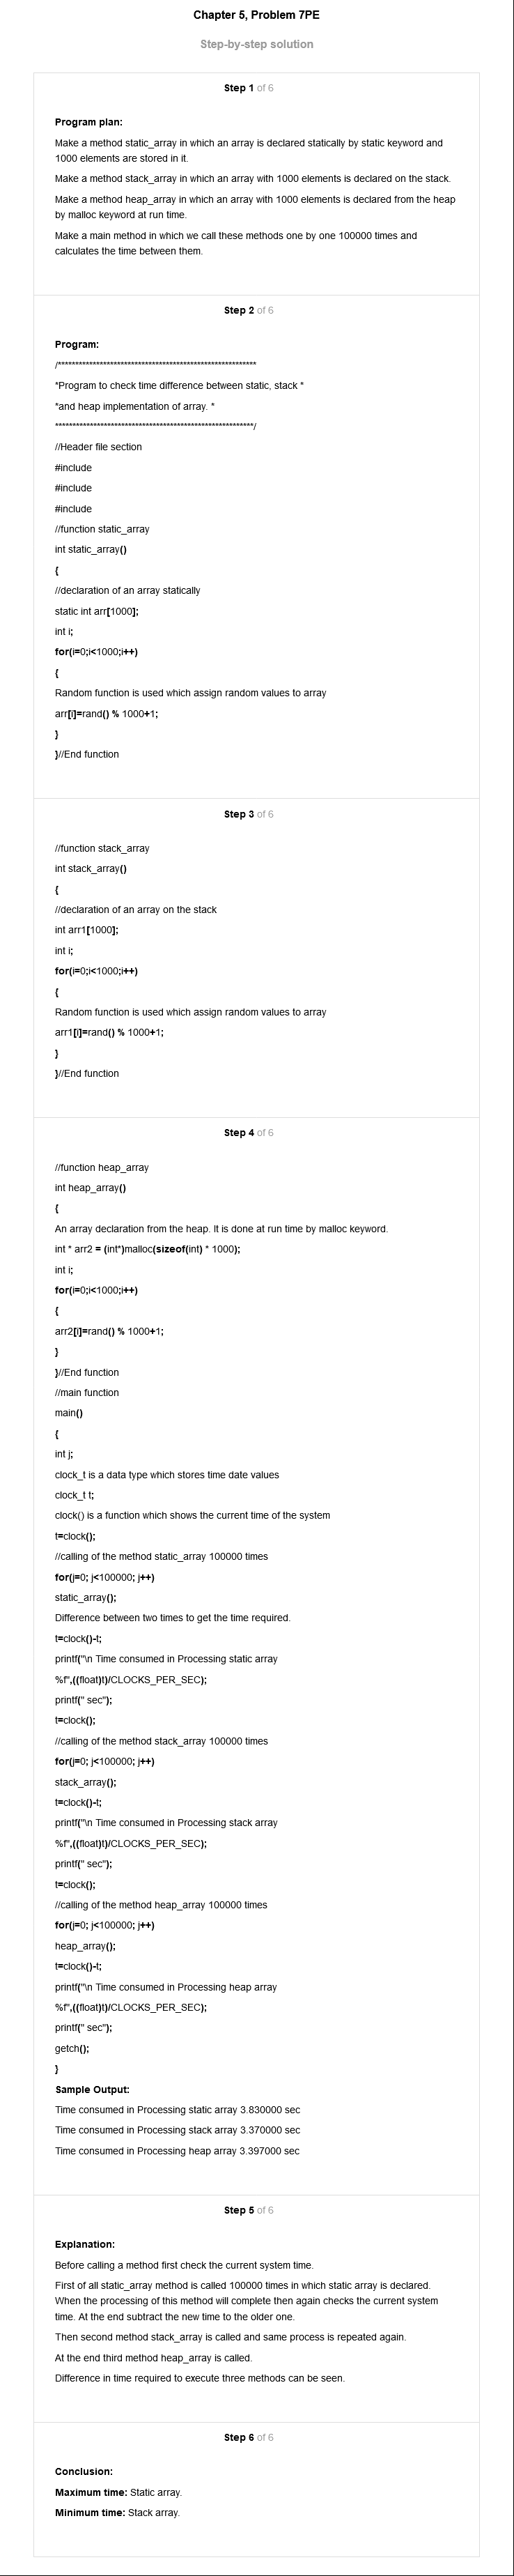 Chapter 5, Problem 7PE
Step-by-step solution
Step 1 of 6
Program plan:
Make a method static_array in which an array is declared statically by static keyword and
1000 elements are stored in it.
Make a method stack_array in which an array with 1000 elements is declared on the stack.
Make a method heap_array in which an array with 1000 elements is declared from the heap
by malloc keyword at run time.
Make a main method in which we call these methods one by one 100000 times and
calculates the time between them.
Step 2 of 6
Program:
/*********************************************************
*Program to check time difference between static, stack *
*and heap implementation of array. *
*********************************************************/
//Header file section
#include
#include
#include
//function static_array
int static_array()
{
//declaration of an array statically
static int arr[1000];
int i;
for(i=0;i<1000;i++)
{
Random function is used which assign random values to array
arr[i]=rand() % 1000+1;
}
}//End function
Step 3 of 6
//function stack_array
int stack_array()
{
//declaration of an array on the stack
int arr1[1000];
int i;
for(i=0;i<1000;i++)
{
Random function is used which assign random values to array
arr1[i]=rand() % 1000+1;
}
}//End function
Step 4 of 6
//function heap_array
int heap_array()
{
An array declaration from the heap. It is done at run time by malloc keyword.
int * arr2 = (int*)malloc(sizeof(int) * 1000);
int i;
for(i=0;i<1000;i++)
{
arr2[i]=rand() % 1000+1;
}
}//End function
//main function
main()
{
int j;
clock_t is a data type which stores time date values
clock_t t;
clock() is a function which shows the current time of the system
t=clock();
//calling of the method static_array 100000 times
for(j=0; j<100000; j++)
static_array();
Difference between two times to get the time required.
t=clock()-t;
printf("\n Time consumed in Processing static array
%f",((float)t)/CLOCKS_PER_SEC);
printf(" sec");
t=clock();
//calling of the method stack_array 100000 times
for(j=0; j<100000; j++)
stack_array();
t=clock()-t;
printf("\n Time consumed in Processing stack array
%f",((float)t)/CLOCKS_PER_SEC);
printf(" sec");
t=clock();
//calling of the method heap_array 100000 times
for(j=0; j<100000; j++)
heap_array();
t=clock()-t;
printf("\n Time consumed in Processing heap array
%f",((float)t)/CLOCKS_PER_SEC);
printf(" sec");
getch();
}
Sample Output:
Time consumed in Processing static array 3.830000 sec
Time consumed in Processing stack array 3.370000 sec
Time consumed in Processing heap array 3.397000 sec
Step 5 of 6
Explanation:
Before calling a method first check the current system time.
First of all static_array method is called 100000 times in which static array is declared.
When the processing of this method will complete then again checks the current system
time. At the end subtract the new time to the older one.
Then second method stack_array is called and same process is repeated again.
At the end third method heap_array is called.
Difference in time required to execute three methods can be seen.
Step 6 of 6
Conclusion:
Maximum time: Static array.
Minimum time: Stack array.